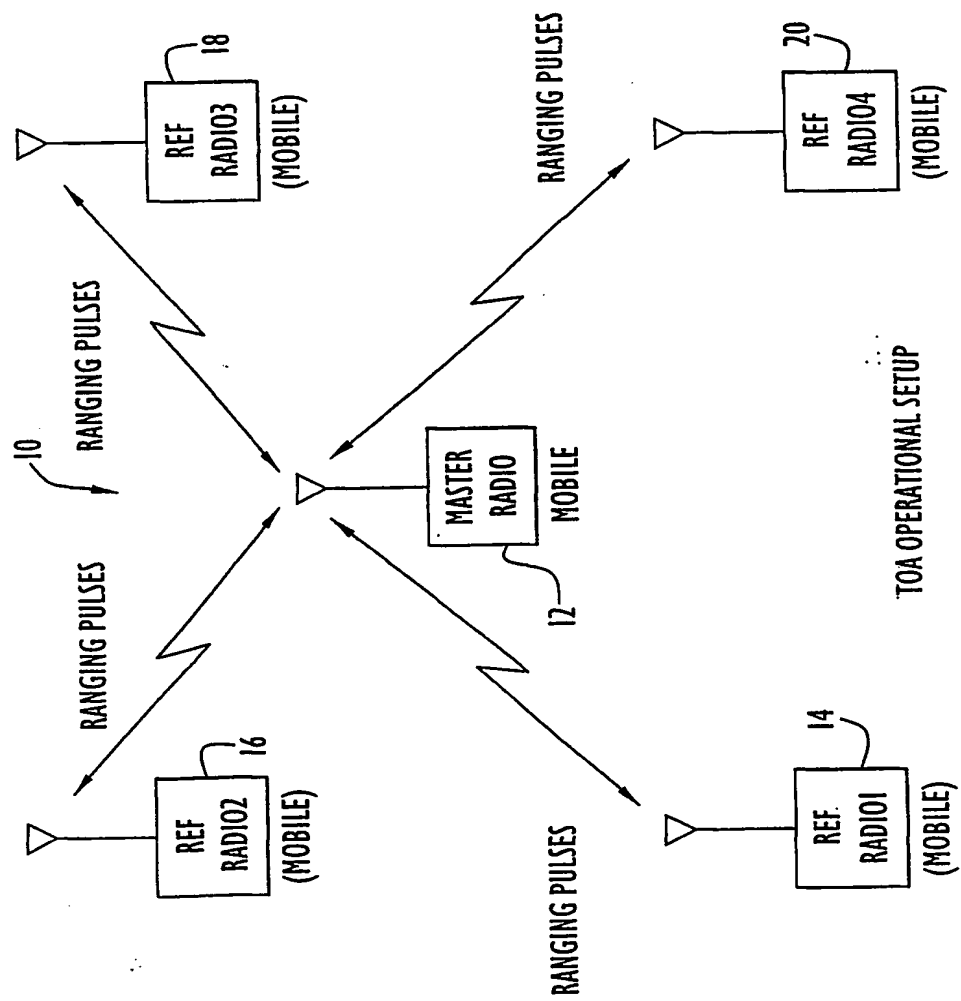 10
RANGING PULSES
RANGING PULSES
REF
RADIO2
(MOBILE)
16
REF
RADIO3
(MOBILE)
18
MASTER
RADIO
MOBILE
12
RANGING PULSES
RANGING PULSES
REF.
RADIO1
(MOBILE)
14
REF
RADIO4
(MOBILE)
20
TOA OPERATIONAL SETUP